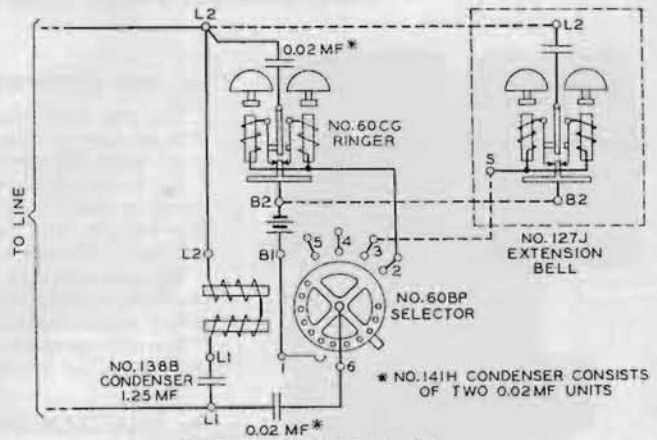 L2
0.02 MF*
L2
NO. 60CG
RINGER
S
B2
B2
NO. 127J
EXTENSION
BELL
TO LINE
L2
B1
5
4
3
2
NO. 60BP
SELECTOR
L1
NO. 138B
CONDENSER
1.25 MF
6
L1
0.02 MF*
* NO. 141H CONDENSER CONSISTS
OF TWO 0.02 MF UNITS